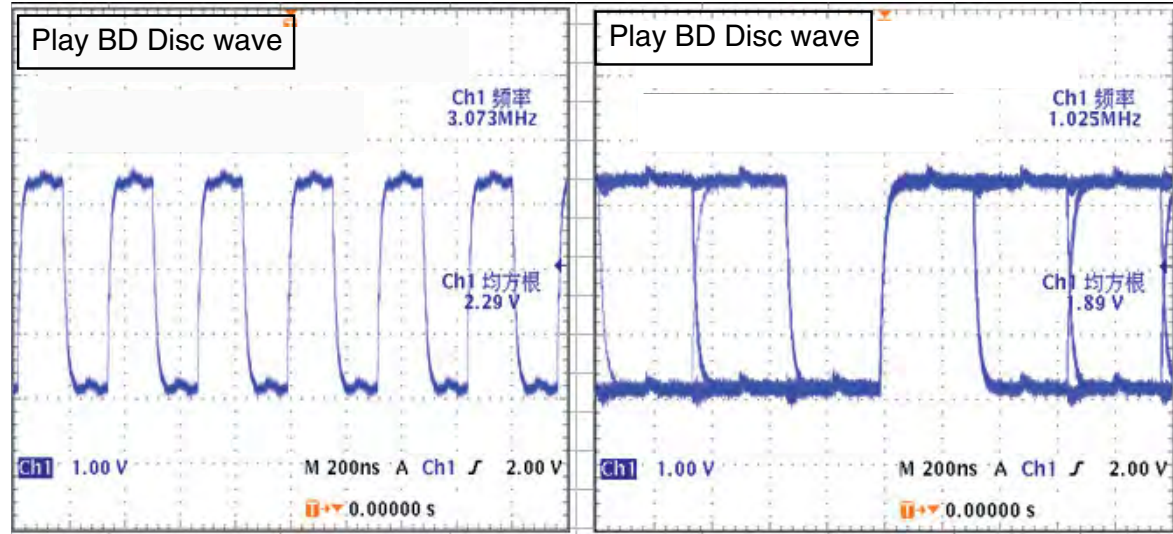 Play BD Disc wave
Ch1 频率
3.073MHz
Ch1 均方根
2.29 V
Ch1 1.00 V M 200ns A Ch1 ƒ 2.00 V
T 0.00000 s
Play BD Disc wave
Ch1 频率
1.025MHz
Ch1 均方根
1.89 V
Ch1 1.00 V M 200ns A Ch1 ƒ 2.00 V
T 0.00000 s